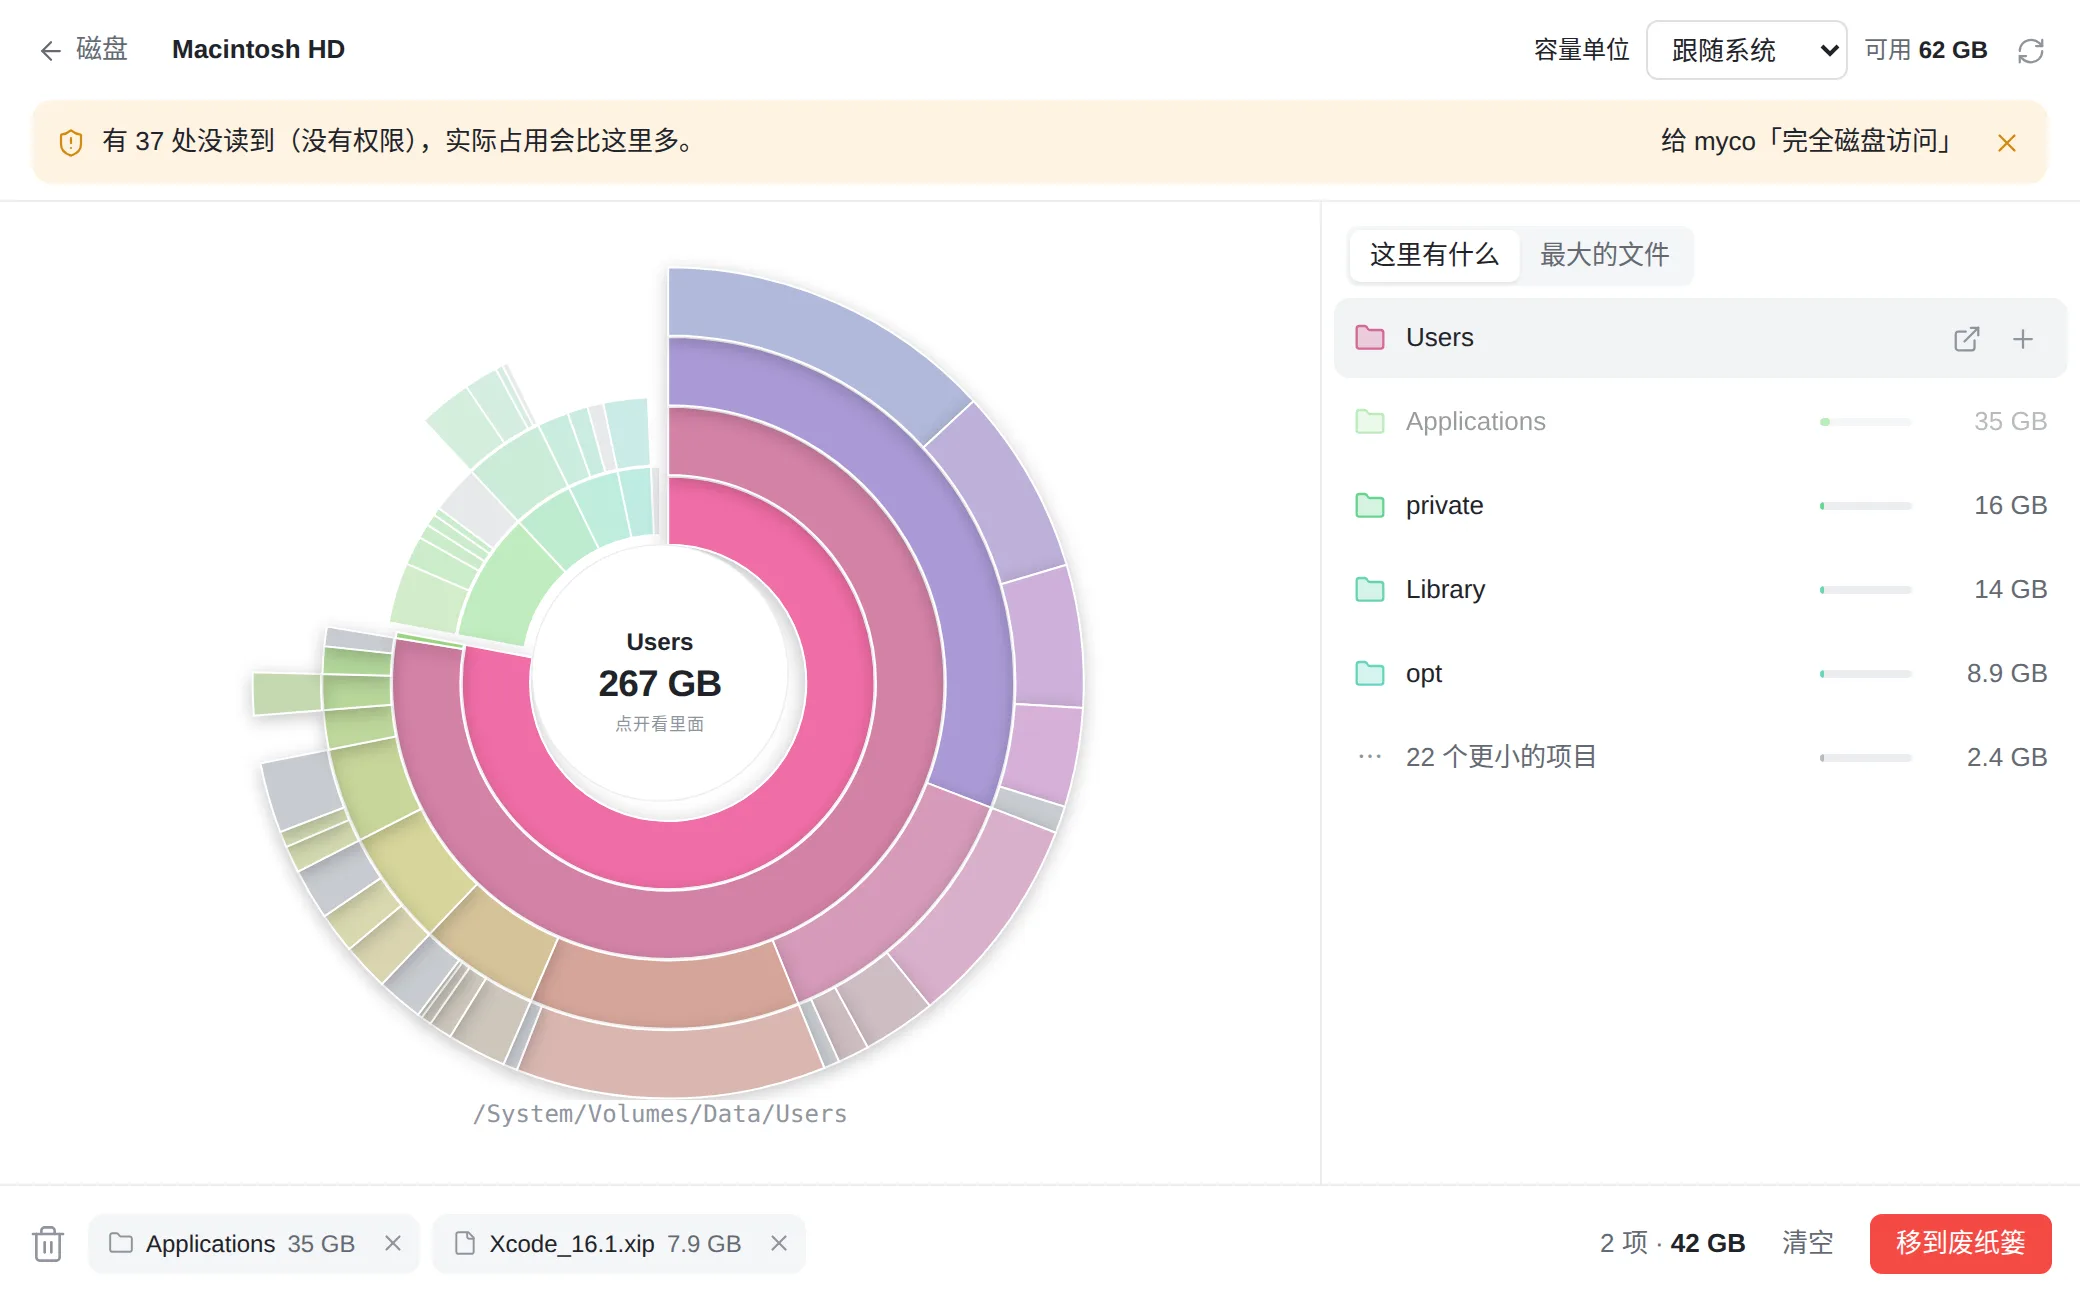 磁盘 Macintosh HD 容量单位 跟随系统 可用 62 GB
有 37 处没读到（没有权限），实际占用会比这里多。 给 myco「完全磁盘访问」
这里有什么 最大的文件
Users
Applications 35 GB
private 16 GB
Library 14 GB
opt 8.9 GB
··· 22 个更小的项目 2.4 GB
Users
267 GB
点开看里面
/System/Volumes/Data/Users
Applications 35 GB Xcode_16.1.xip 7.9 GB 2 项 · 42 GB 清空 移到废纸篓